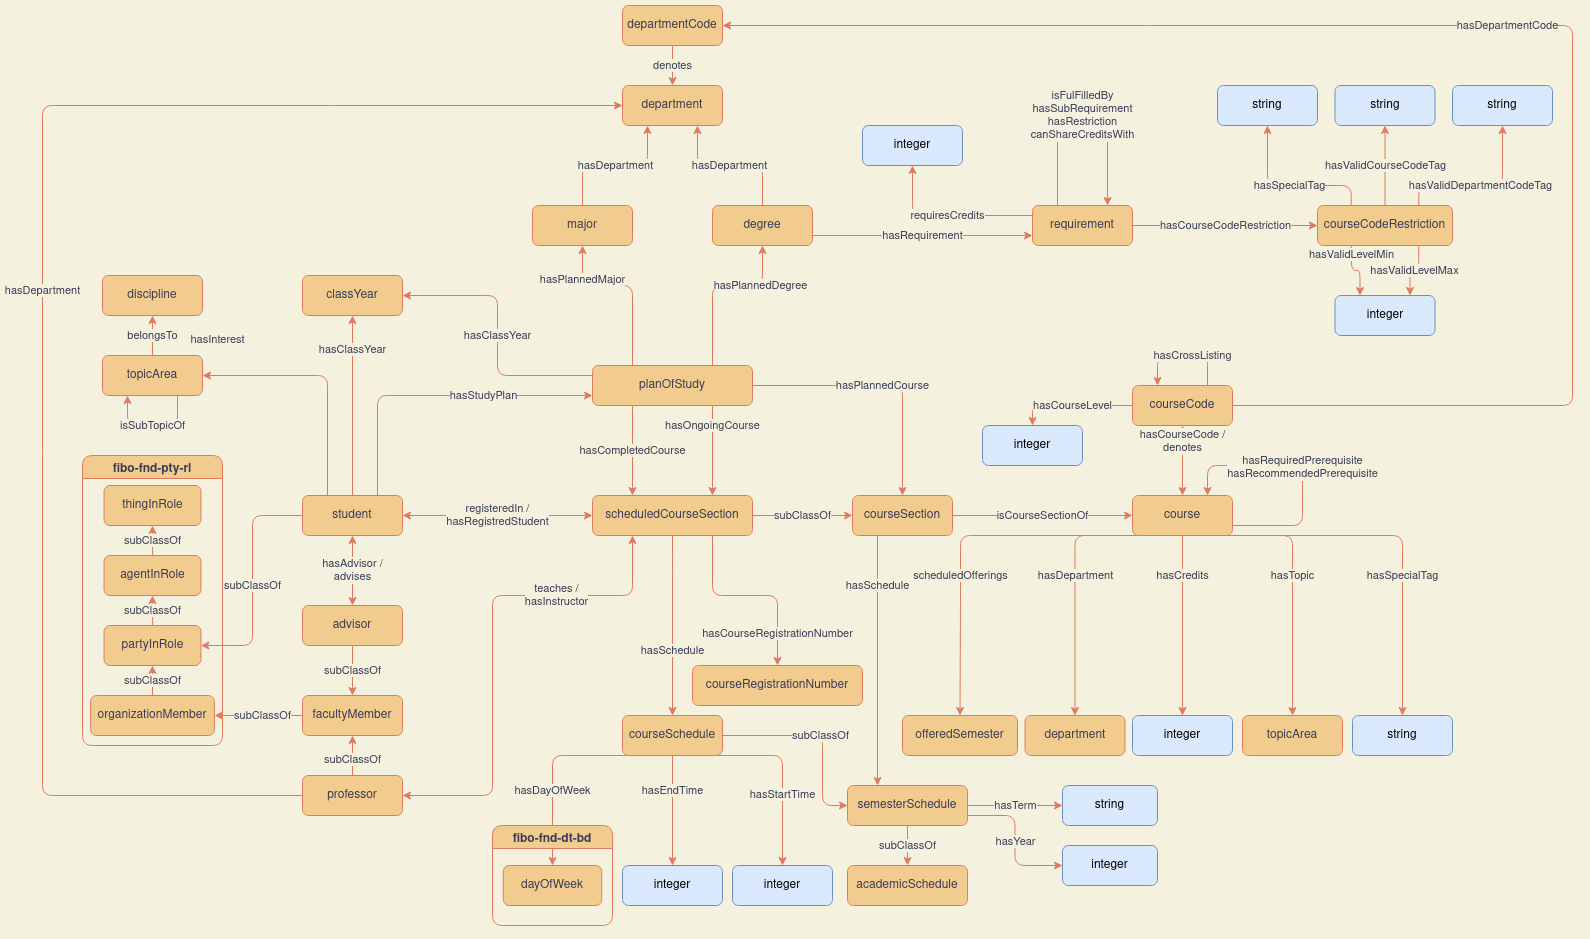 departmentCode
hasDepartmentCode
denotes
department
isFulFilledBy
hasSubRequirement
hasRestriction
canShareCreditsWith
string
string
string
integer
hasDepartment
hasDepartment
hasValidCourseCodeTag
hasSpecialTag
hasValidDepartmentCodeTag
major
degree
requiresCredits
hasRequirement
requirement
hasCourseCodeRestriction
courseCodeRestriction
hasValidLevelMin
hasValidLevelMax
integer
hasDepartment
discipline
classYear
hasPlannedMajor
hasPlannedDegree
belongsTo
hasInterest
hasClassYear
hasClassYear
topicArea
isSubTopicOf
hasStudyPlan
planOfStudy
hasPlannedCourse
hasCrossListing
courseCode
hasCourseLevel
integer
hasCourseCode /
denotes
hasOngoingCourse
hasCompletedCourse
hasRequiredPrerequisite
hasRecommendedPrerequisite
fibo-fnd-pty-rl
thingInRole
subClassOf
agentInRole
subClassOf
partyInRole
subClassOf
organizationMember
student
registeredIn /
hasRegistredStudent
scheduledCourseSection
subClassOf
courseSection
isCourseSectionOf
course
subClassOf
hasAdvisor /
advises
advisor
subClassOf
facultyMember
subClassOf
subClassOf
professor
teaches /
hasInstructor
hasSchedule
hasCourseRegistrationNumber
courseRegistrationNumber
hasSchedule
scheduledOfferings
hasDepartment
hasCredits
hasTopic
hasSpecialTag
offeredSemester
department
integer
topicArea
string
courseSchedule
subClassOf
hasDayOfWeek
hasEndTime
hasStartTime
fibo-fnd-dt-bd
dayOfWeek
integer
integer
semesterSchedule
hasTerm
string
hasYear
integer
subClassOf
academicSchedule